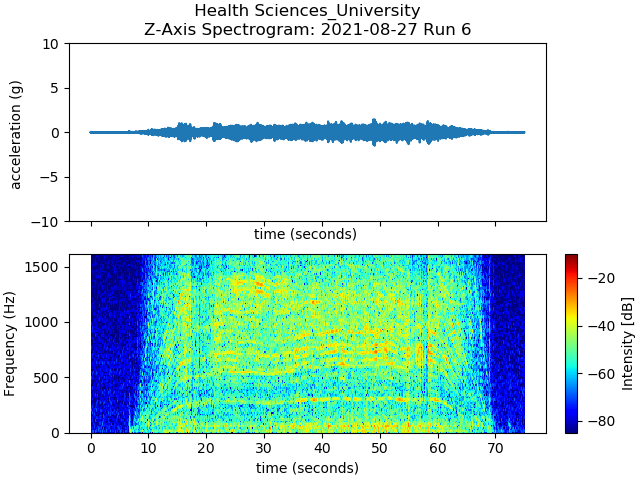 Health Sciences_University
Z-Axis Spectrogram: 2021-08-27 Run 6
10
5
0
−5
−10
acceleration (g)
time (seconds)
1500
1000
500
0
Frequency (Hz)
0 10 20 30 40 50 60 70
time (seconds)
−20
−40
−60
−80
Intensity [dB]